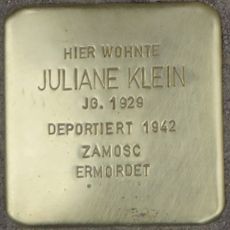 HIER WOHNTE
JULIANE KLEIN
JG. 1929
DEPORTIERT 1942
ZAMOSC
ERMORDET